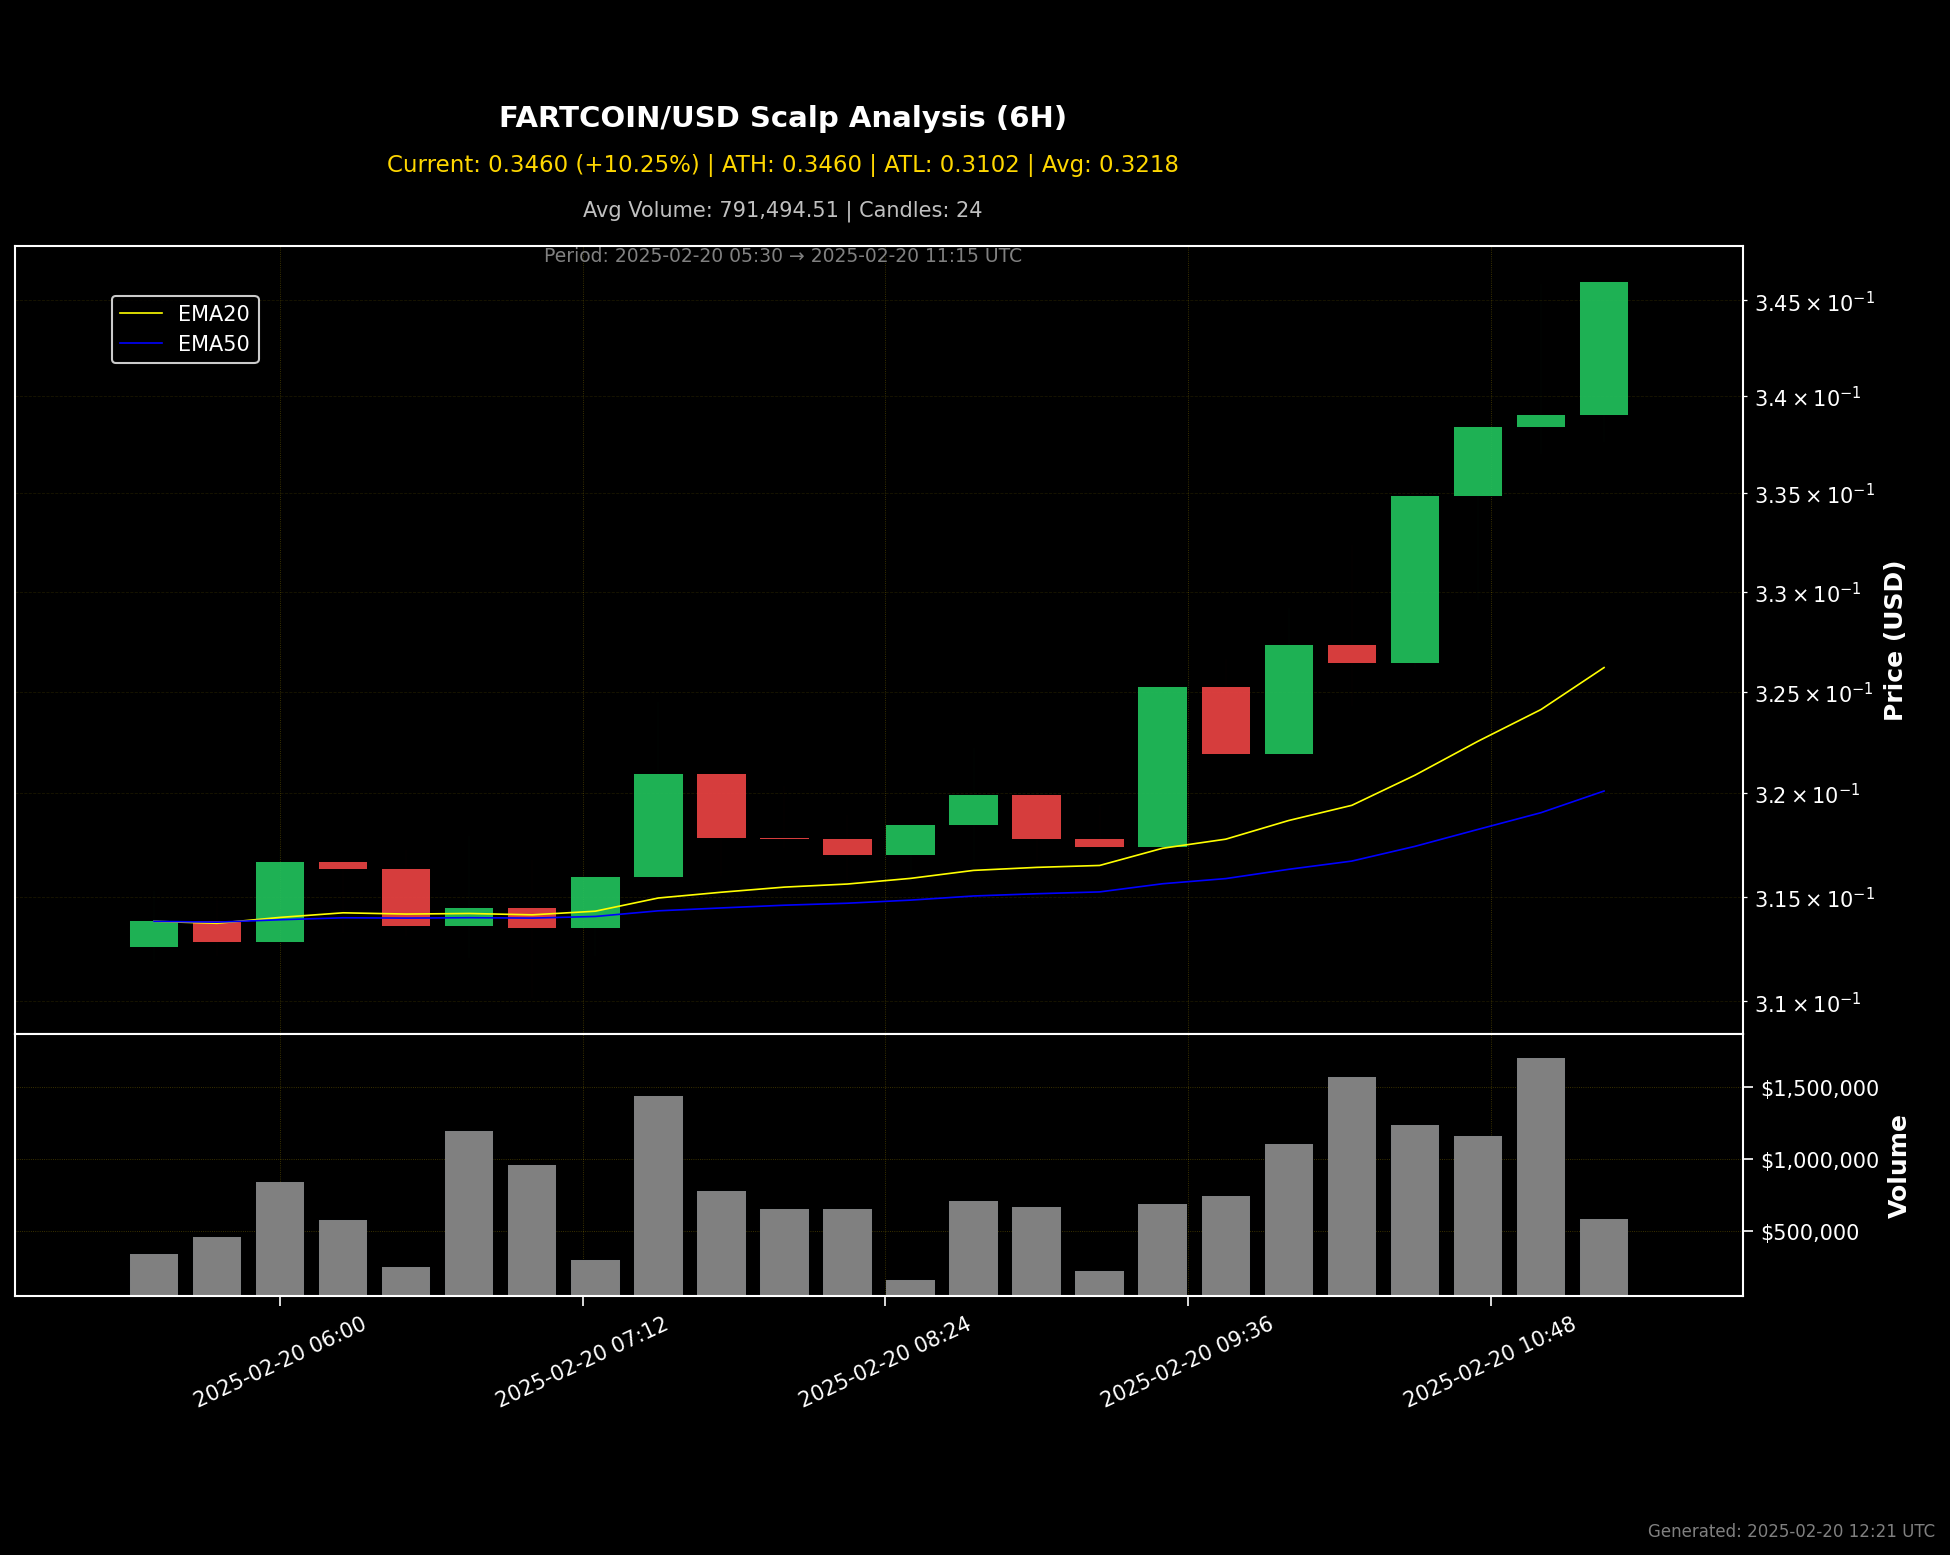 FARTCOIN/USD Scalp Analysis (6H)
Current: 0.3460 (+10.25%) | ATH: 0.3460 | ATL: 0.3102 | Avg: 0.3218
Avg Volume: 791,494.51 | Candles: 24
Period: 2025-02-20 05:30 → 2025-02-20 11:15 UTC
EMA20
EMA50
3.45 × 10⁻¹
3.4 × 10⁻¹
3.35 × 10⁻¹
3.3 × 10⁻¹
3.25 × 10⁻¹
3.2 × 10⁻¹
3.15 × 10⁻¹
3.1 × 10⁻¹
Price (USD)
$1,500,000
$1,000,000
$500,000
Volume
2025-02-20 06:00
2025-02-20 07:12
2025-02-20 08:24
2025-02-20 09:36
2025-02-20 10:48
Generated: 2025-02-20 12:21 UTC